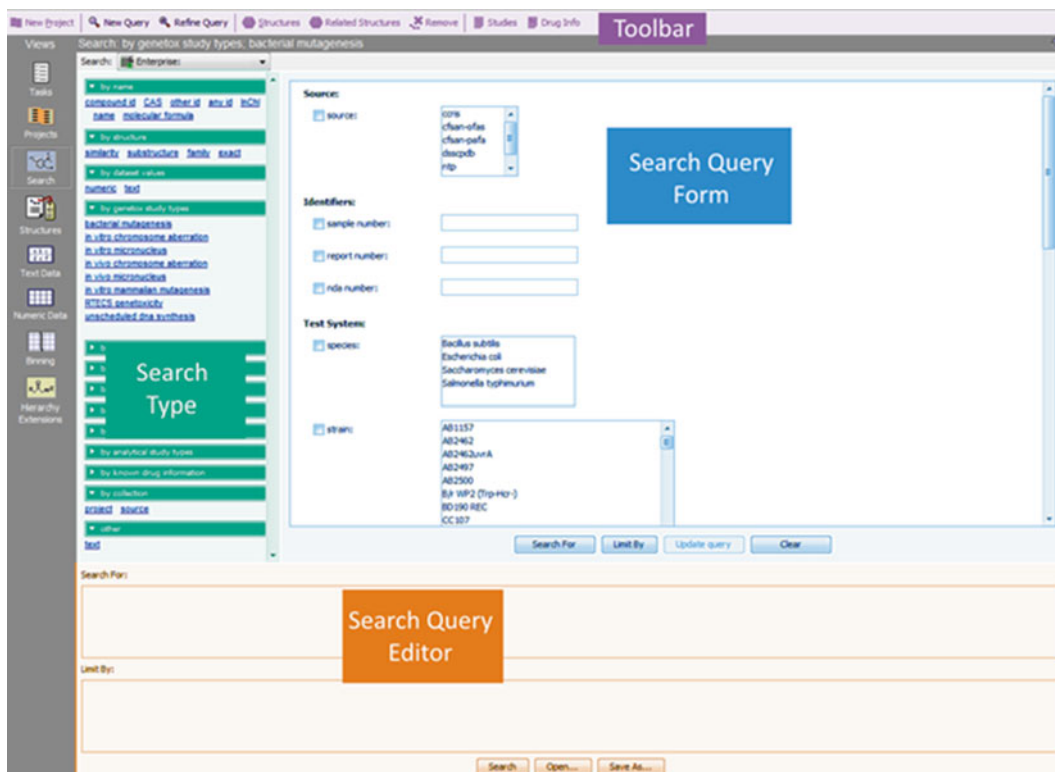 New Project New Query Refine Query Structures Related Structures Remove Studies Drug Info
Toolbar
Views
Search: by genetox study types: bacterial mutagenesis
Search: Enterprise:
Tasks
Projects
Search
Structures
Text Data
Numeric Data
Binning
Hierarchy
Extensions
by name
compound id CAS other id any id InChI
name molecular formula
by structure
similarity substructure family exact
by dataset values
numeric text
by genetox study types
bacterial mutagenesis
in vitro chromosome aberration
in vitro micronucleus
in vivo chromosome aberration
in vivo micronucleus
in vitro mammalian mutagenesis
RTECS genetoxicity
unscheduled dna synthesis
b
b
b
b
b
Search
Type
by analytical study types
by known drug information
by collection
project source
other
text
Source:
source:
ccris
cfsan-ofas
cfsan-pafa
dsscpdb
ntp
Search Query
Form
Identifiers:
sample number:
report number:
nda number:
Test System:
species:
Bacillus subtilis
Escherichia coli
Saccharomyces cerevisiae
Salmonella typhimurium
strain:
AB1157
AB2462
AB2462uvrA
AB2497
AB2500
B/r WP2 (Trp-Hcr-)
BD190 REC
CC107
Search For Limit By Update query Clear
Search For:
Search Query
Editor
Limit By:
Search Open... Save As...